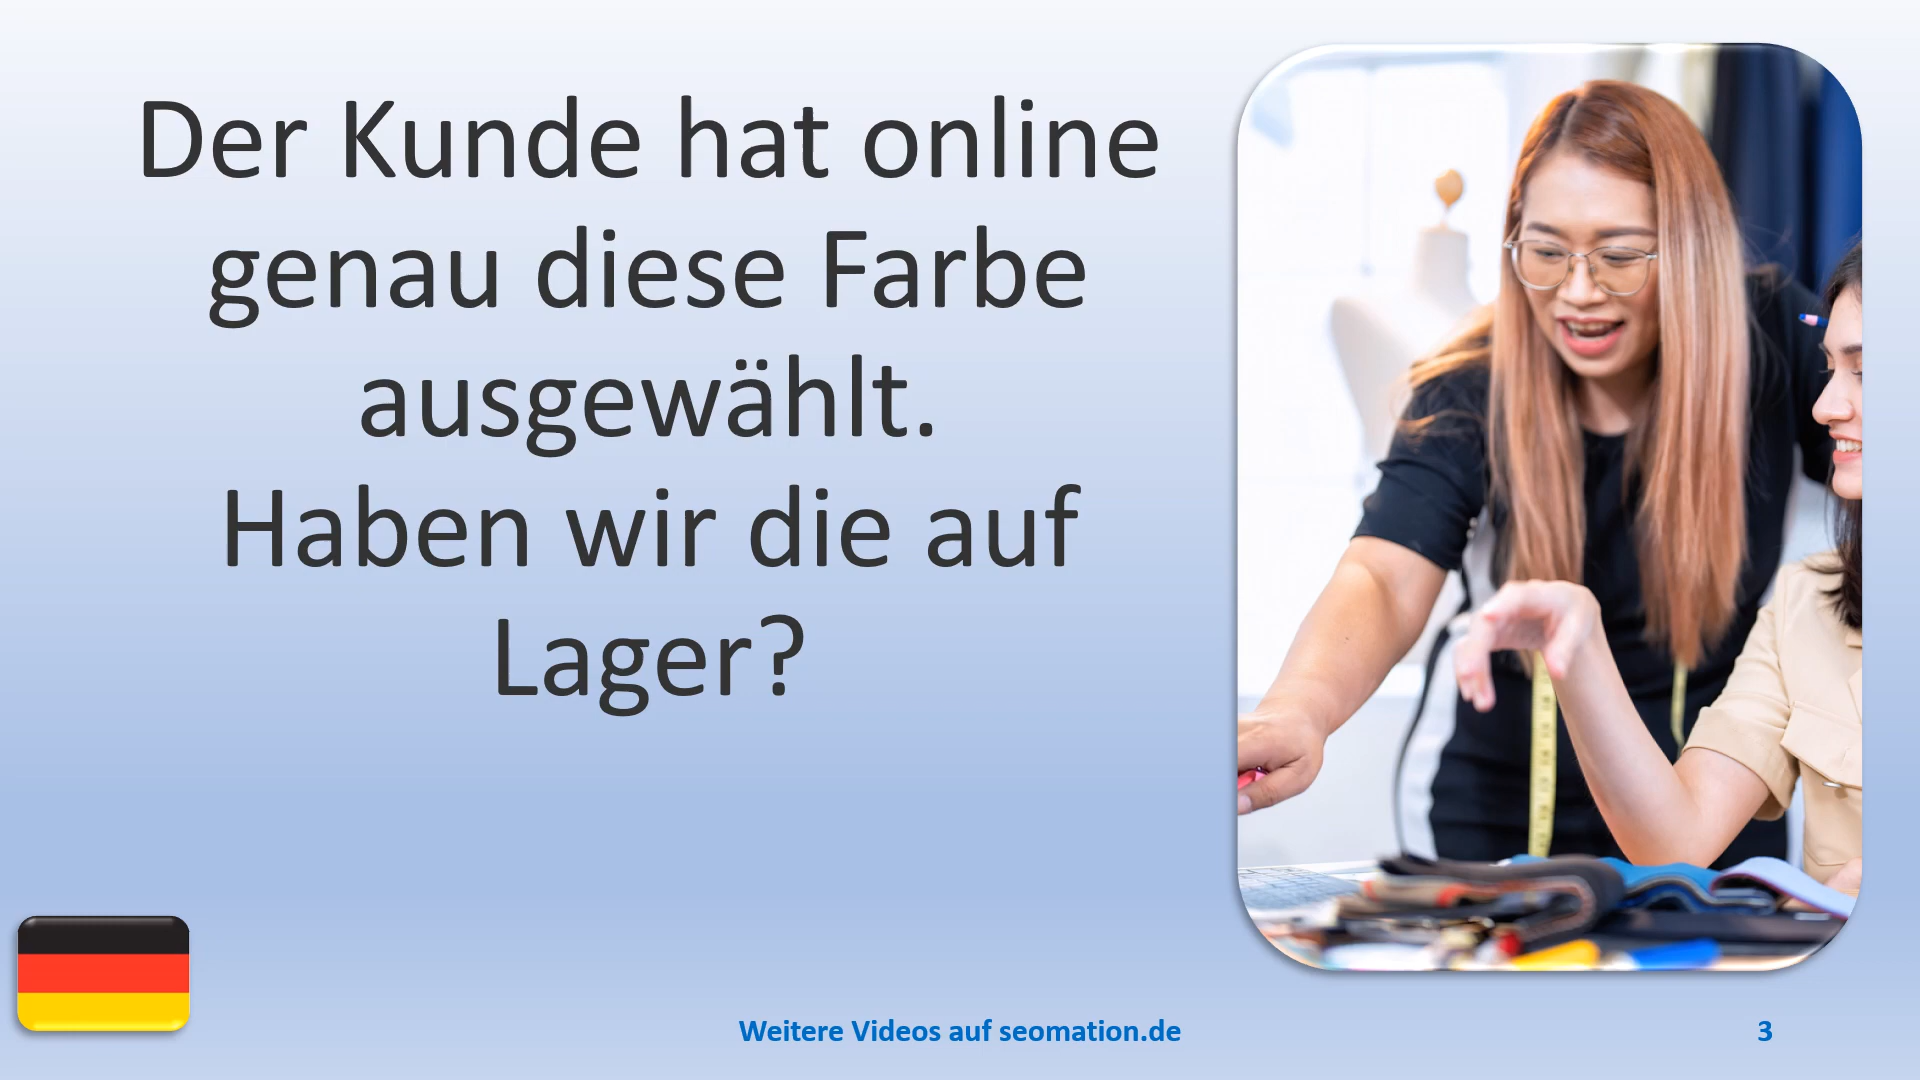 Der Kunde hat online
genau diese Farbe
ausgewählt.
Haben wir die auf
Lager?
Weitere Videos auf seomation.de
3